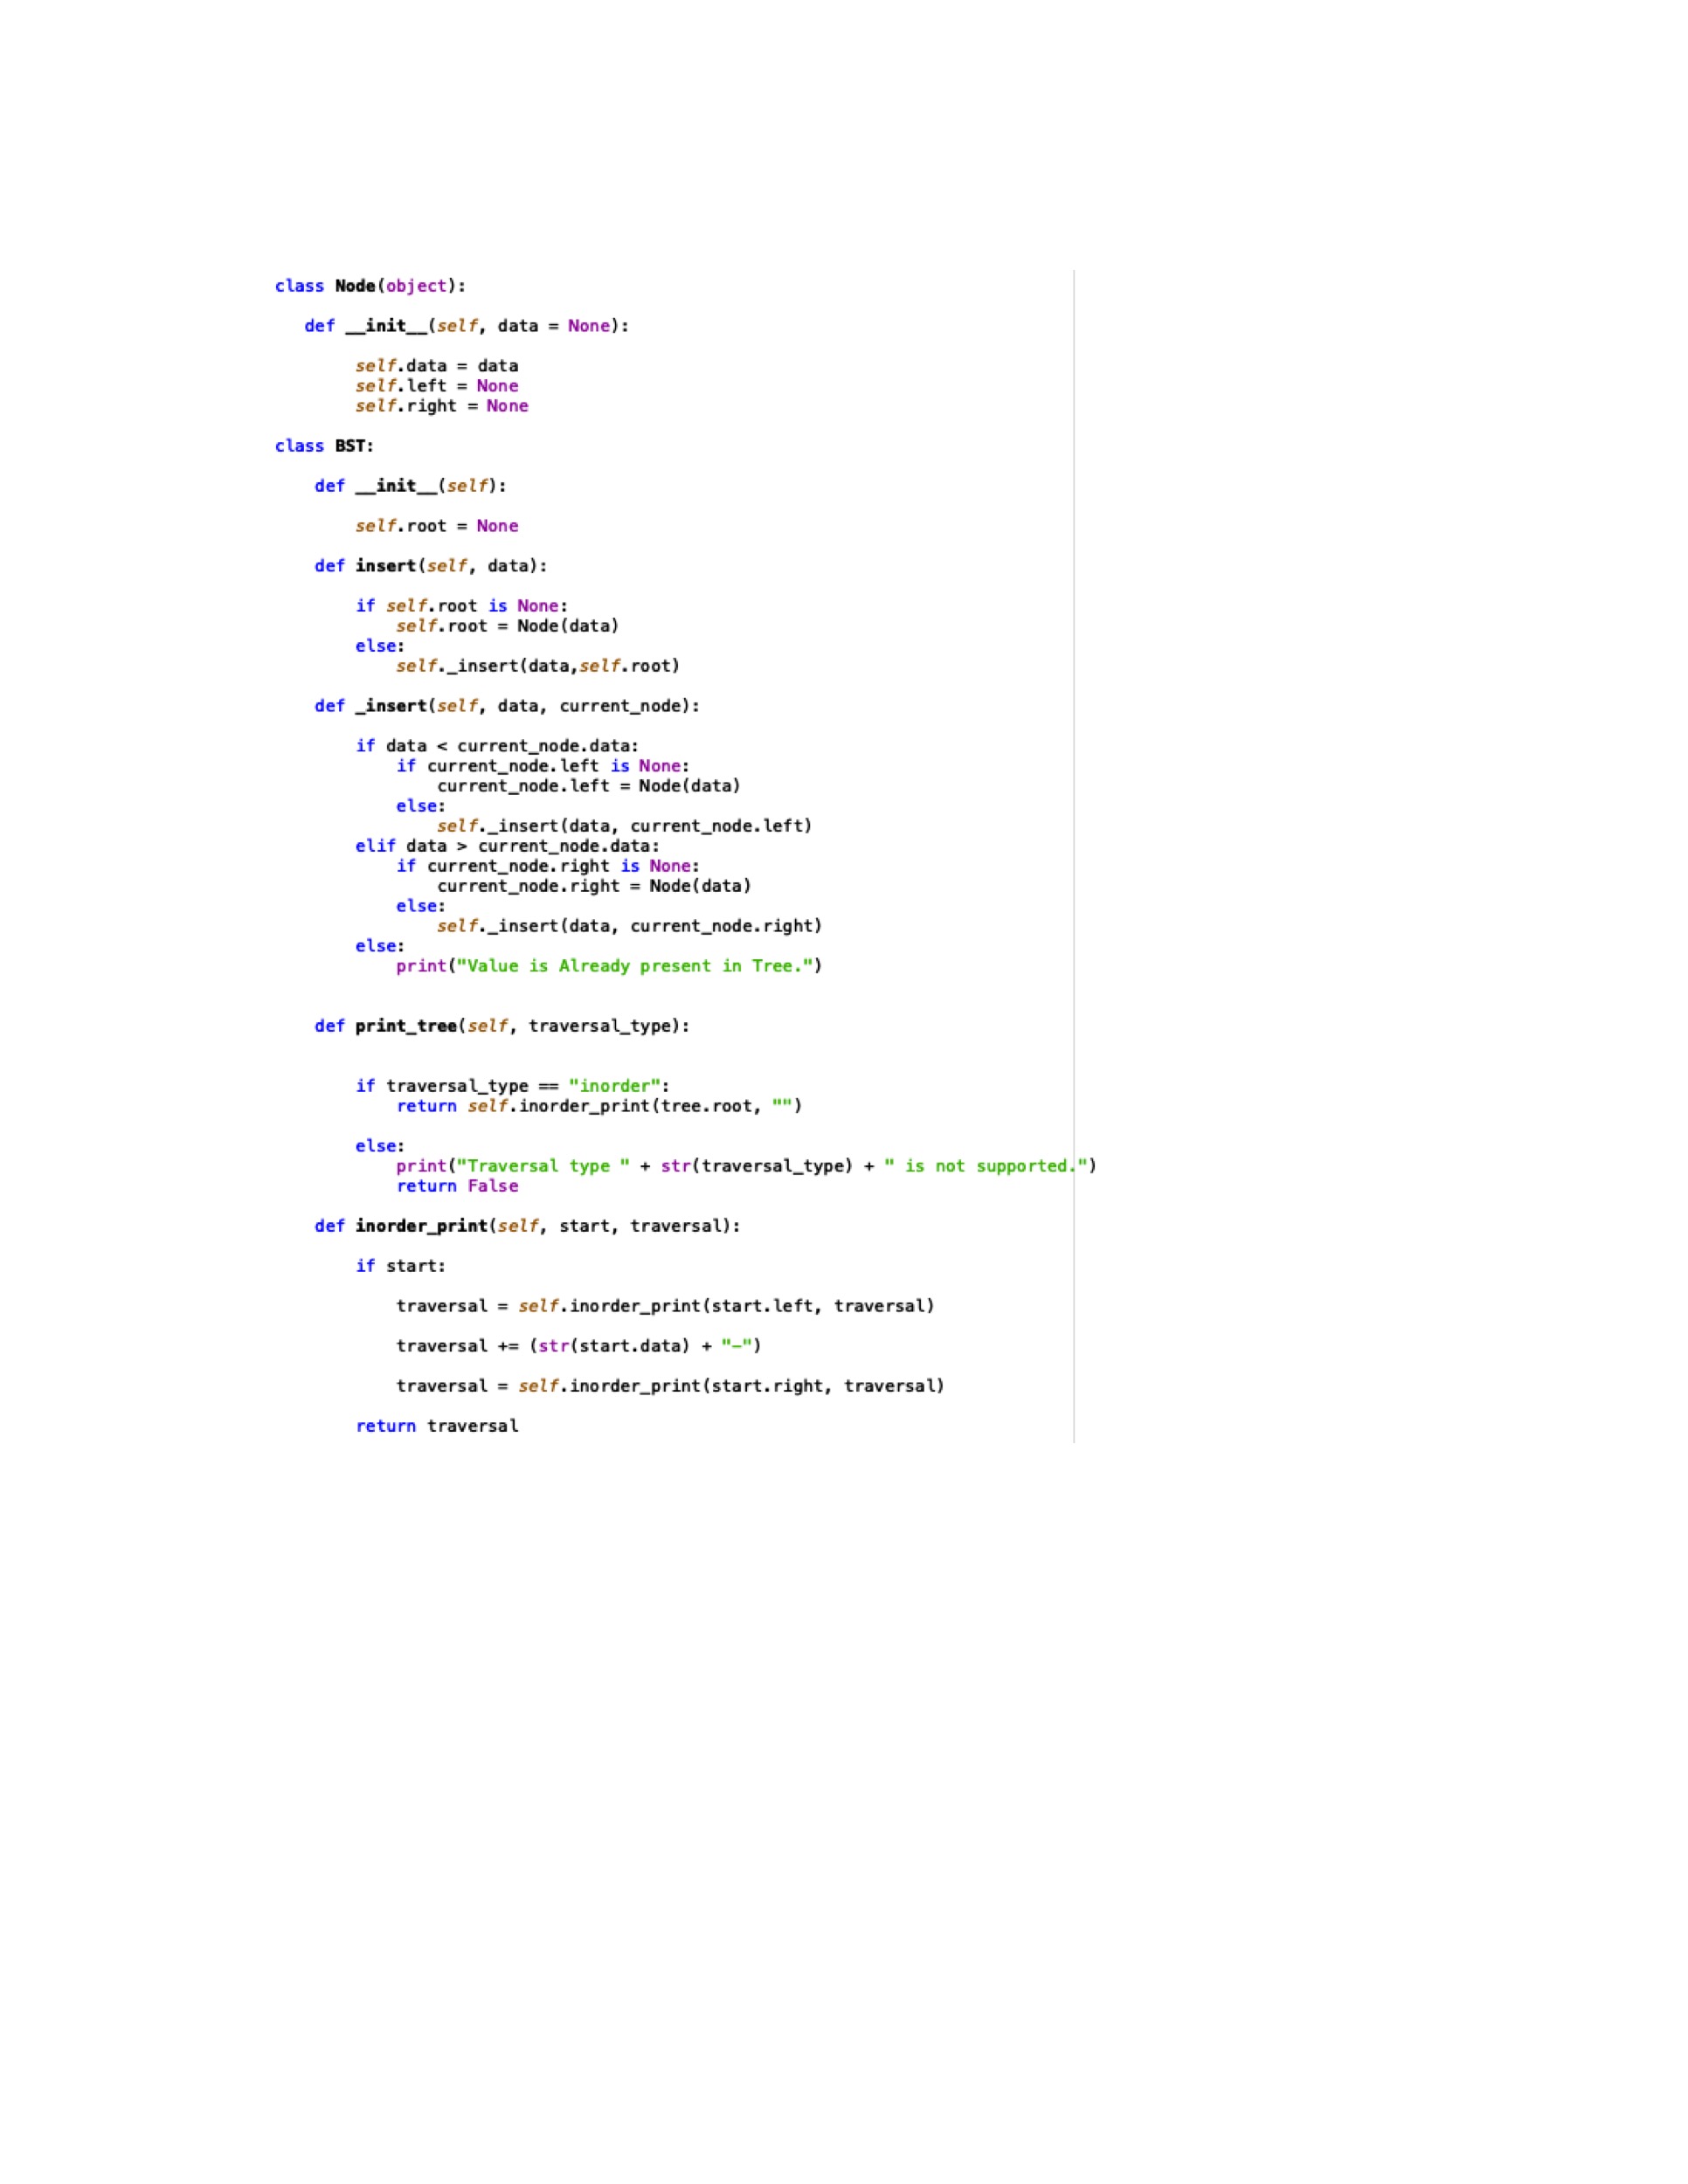 class Node(object):
def __init__(self, data = None):
self.data = data
self.left = None
self.right = None
class BST:
def __init__(self):
self.root = None
def insert(self, data):
if self.root is None:
self.root = Node(data)
else:
self._insert(data,self.root)
def _insert(self, data, current_node):
if data < current_node.data:
if current_node.left is None:
current_node.left = Node(data)
else:
self._insert(data, current_node.left)
elif data > current_node.data:
if current_node.right is None:
current_node.right = Node(data)
else:
self._insert(data, current_node.right)
else:
print("Value is Already present in Tree.")
def print_tree(self, traversal_type):
if traversal_type == "inorder":
return self.inorder_print(tree.root, "")
else:
print("Traversal type " + str(traversal_type) + " is not supported.")
return False
def inorder_print(self, start, traversal):
if start:
traversal = self.inorder_print(start.left, traversal)
traversal += (str(start.data) + "-")
traversal = self.inorder_print(start.right, traversal)
return traversal